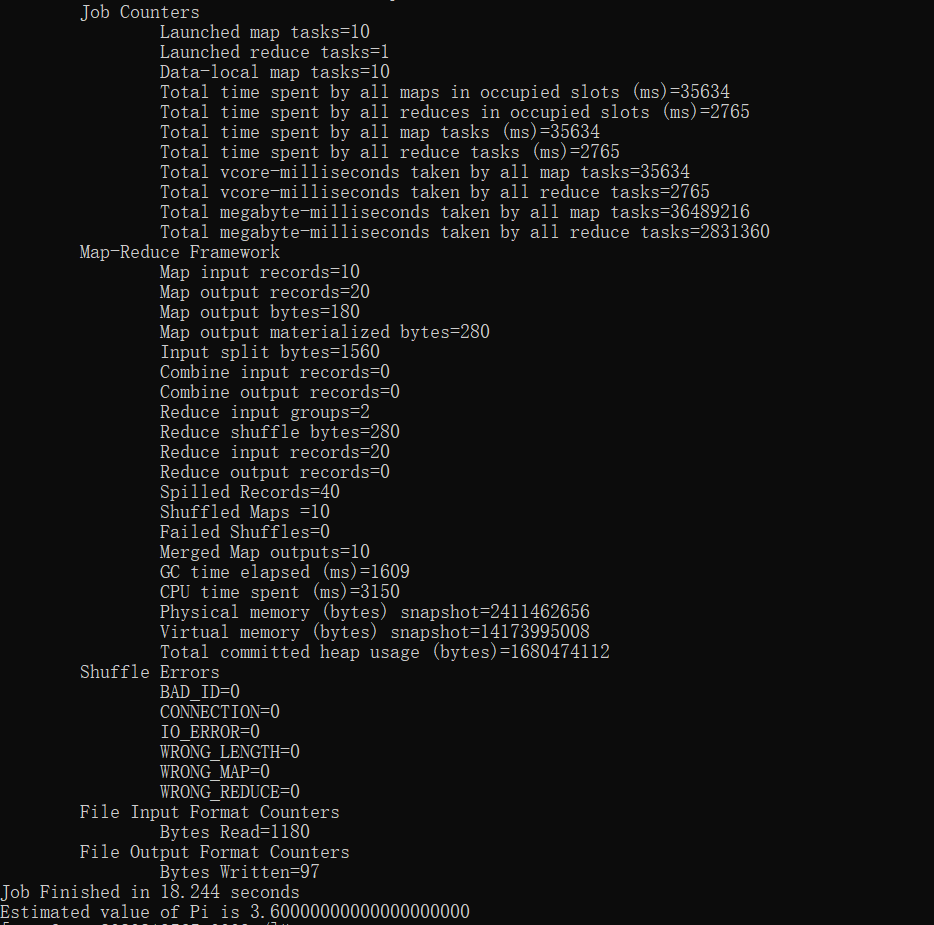 Job Counters
Launched map tasks=10
Launched reduce tasks=1
Data-local map tasks=10
Total time spent by all maps in occupied slots (ms)=35634
Total time spent by all reduces in occupied slots (ms)=2765
Total time spent by all map tasks (ms)=35634
Total time spent by all reduce tasks (ms)=2765
Total vcore-milliseconds taken by all map tasks=35634
Total vcore-milliseconds taken by all reduce tasks=2765
Total megabyte-milliseconds taken by all map tasks=36489216
Total megabyte-milliseconds taken by all reduce tasks=2831360
Map-Reduce Framework
Map input records=10
Map output records=20
Map output bytes=180
Map output materialized bytes=280
Input split bytes=1560
Combine input records=0
Combine output records=0
Reduce input groups=2
Reduce shuffle bytes=280
Reduce input records=20
Reduce output records=0
Spilled Records=40
Shuffled Maps =10
Failed Shuffles=0
Merged Map outputs=10
GC time elapsed (ms)=1609
CPU time spent (ms)=3150
Physical memory (bytes) snapshot=2411462656
Virtual memory (bytes) snapshot=14173995008
Total committed heap usage (bytes)=1680474112
Shuffle Errors
BAD_ID=0
CONNECTION=0
IO_ERROR=0
WRONG_LENGTH=0
WRONG_MAP=0
WRONG_REDUCE=0
File Input Format Counters
Bytes Read=1180
File Output Format Counters
Bytes Written=97
Job Finished in 18.244 seconds
Estimated value of Pi is 3.60000000000000000000